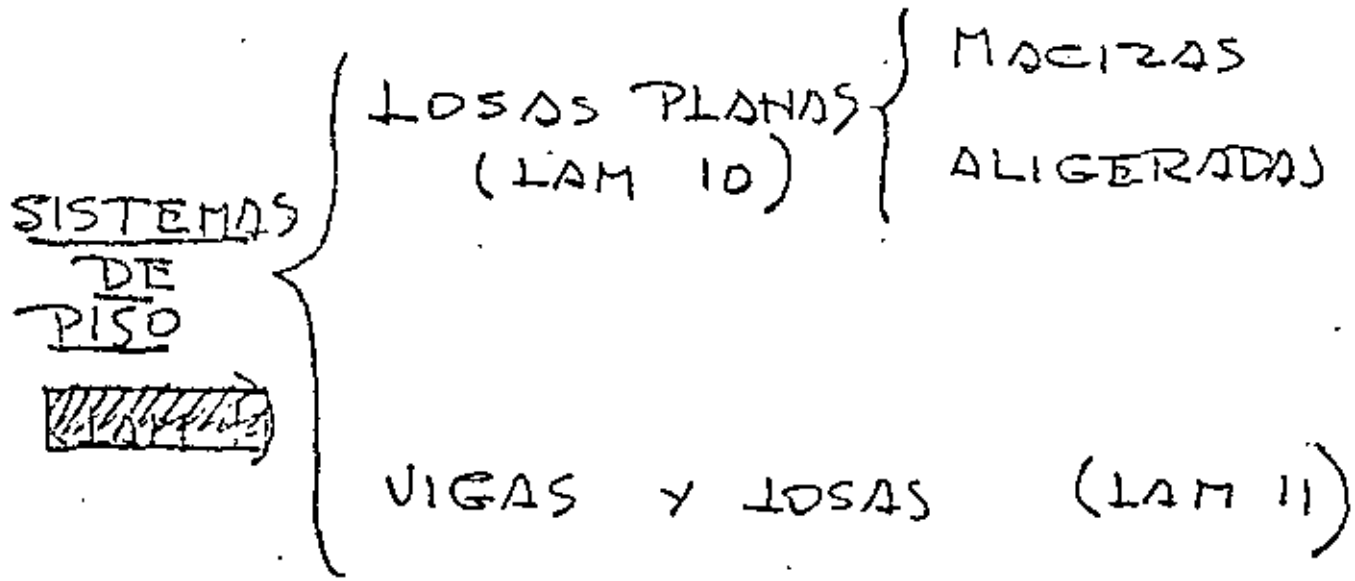 SISTEMAS
DE
PISO
LOSAS PLANAS
(LAM 10)
MACIZAS
ALIGERADAS
VIGAS Y LOSAS (LAM 11)